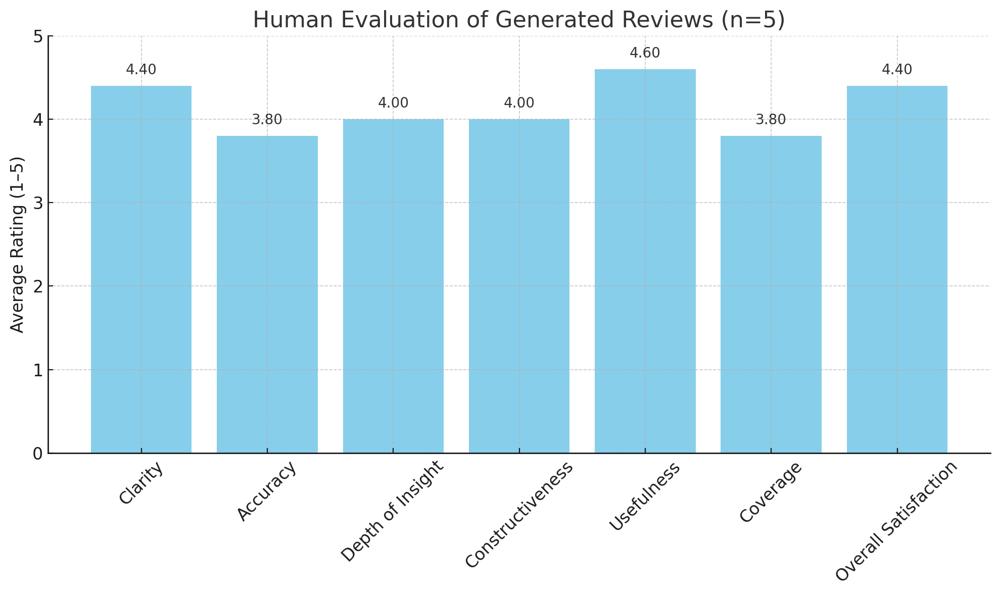 Human Evaluation of Generated Reviews (n=5)
Average Rating (1–5)
5
4
3
2
1
0
4.40
3.80
4.00
4.00
4.60
3.80
4.40
Clarity
Accuracy
Depth of Insight
Constructiveness
Usefulness
Coverage
Overall Satisfaction